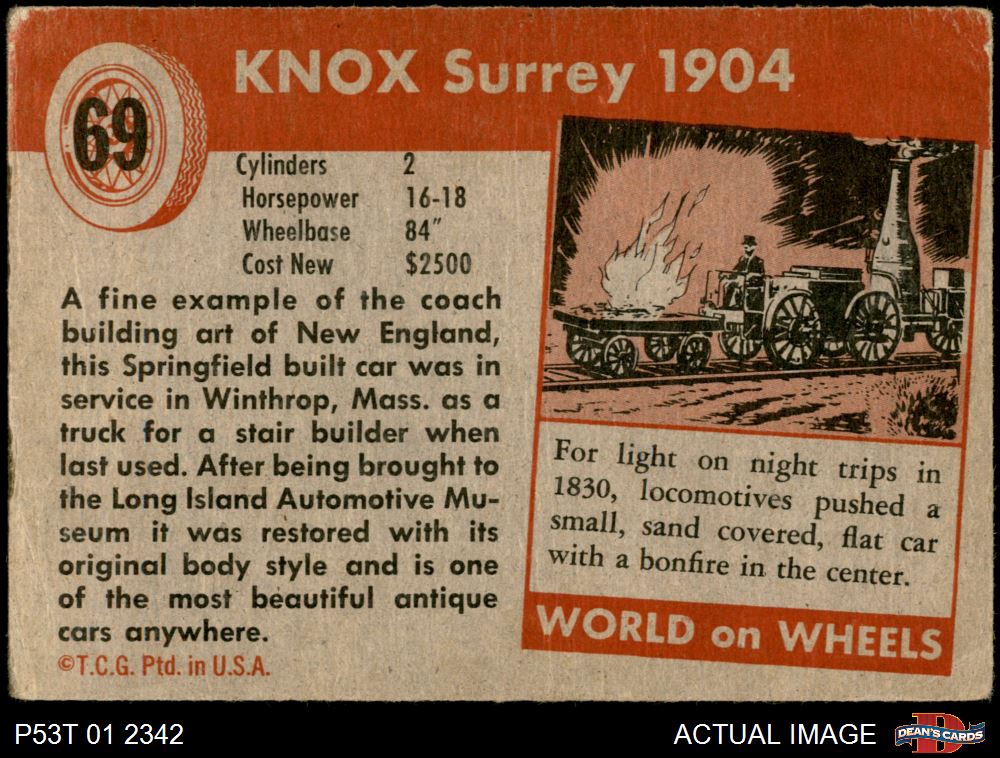 69
KNOX Surrey 1904
Cylinders 2
Horsepower 16-18
Wheelbase 84"
Cost New $2500
A fine example of the coach
building art of New England,
this Springfield built car was in
service in Winthrop, Mass. as a
truck for a stair builder when
last used. After being brought to
the Long Island Automotive Mu-
seum it was restored with its
original body style and is one
of the most beautiful antique
cars anywhere.
©T.C.G. Ptd. in U.S.A.
For light on night trips in
1830, locomotives pushed a
small, sand covered, flat car
with a bonfire in the center.
WORLD on WHEELS
P53T 01 2342
ACTUAL IMAGE
DEAN'S CARDS